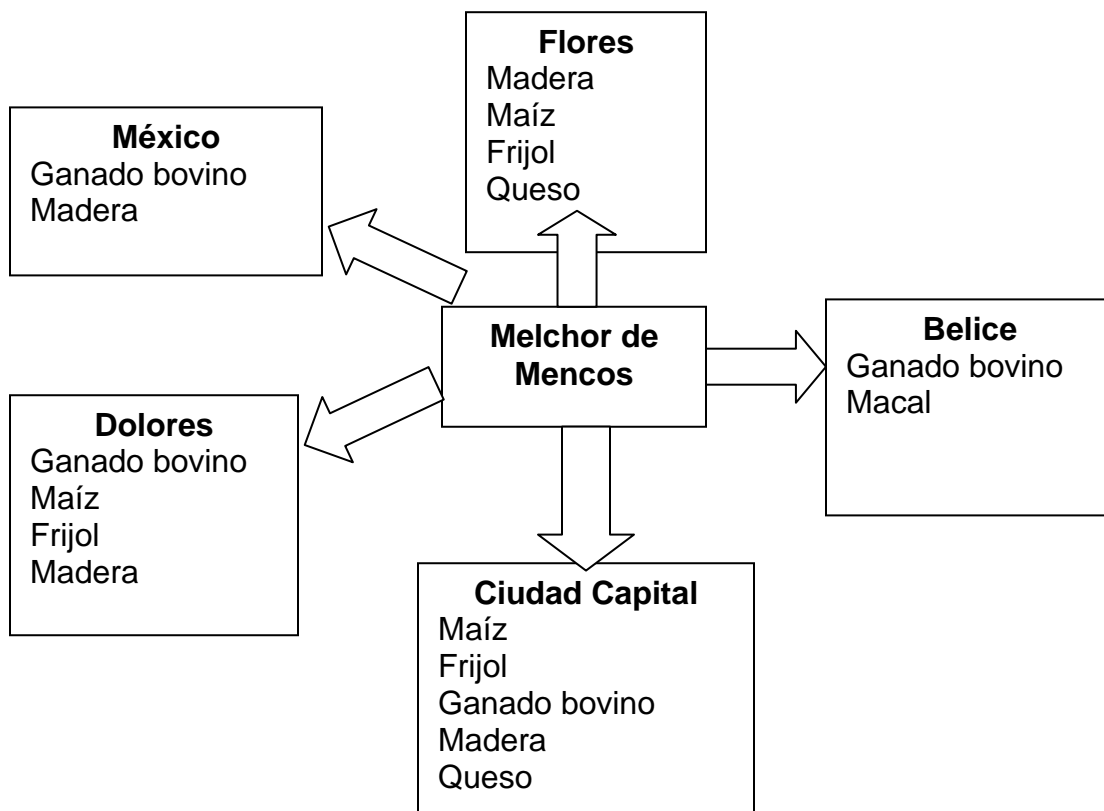 Flores
Madera
Maíz
Frijol
Queso
México
Ganado bovino
Madera
Melchor de
Mencos
Belice
Ganado bovino
Macal
Dolores
Ganado bovino
Maíz
Frijol
Madera
Ciudad Capital
Maíz
Frijol
Ganado bovino
Madera
Queso